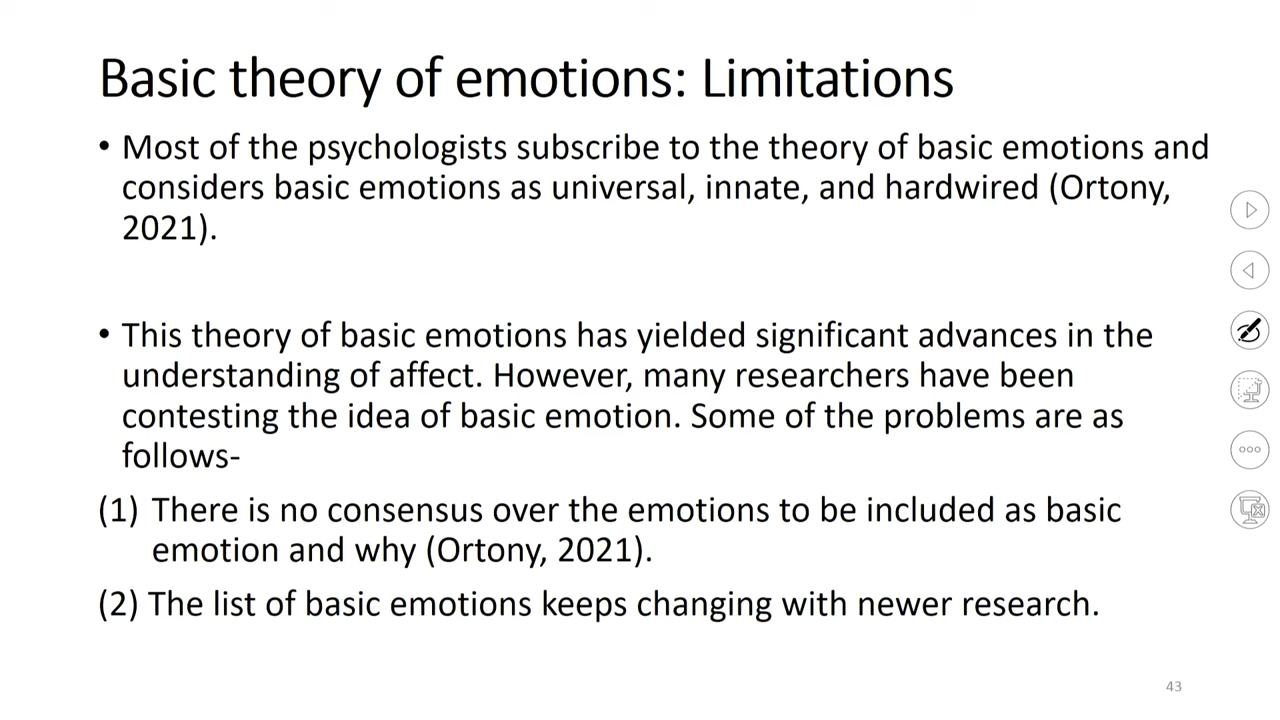 Basic theory of emotions: Limitations
• Most of the psychologists subscribe to the theory of basic emotions and
considers basic emotions as universal, innate, and hardwired (Ortony,
2021).
• This theory of basic emotions has yielded significant advances in the
understanding of affect. However, many researchers have been
contesting the idea of basic emotion. Some of the problems are as
follows-
(1) There is no consensus over the emotions to be included as basic
emotion and why (Ortony, 2021).
(2) The list of basic emotions keeps changing with newer research.
43